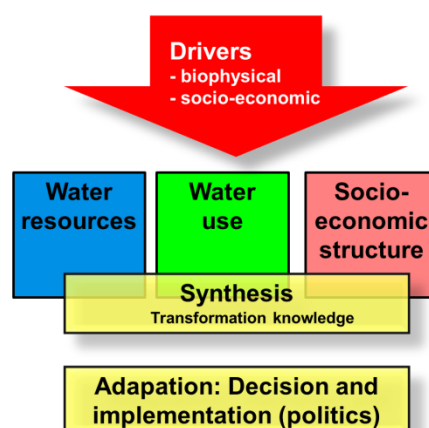 Drivers
- biophysical
- socio-economic
Water
resources
Water
use
Socio-
economic
structure
Synthesis
Transformation knowledge
Adapation: Decision and
implementation (politics)